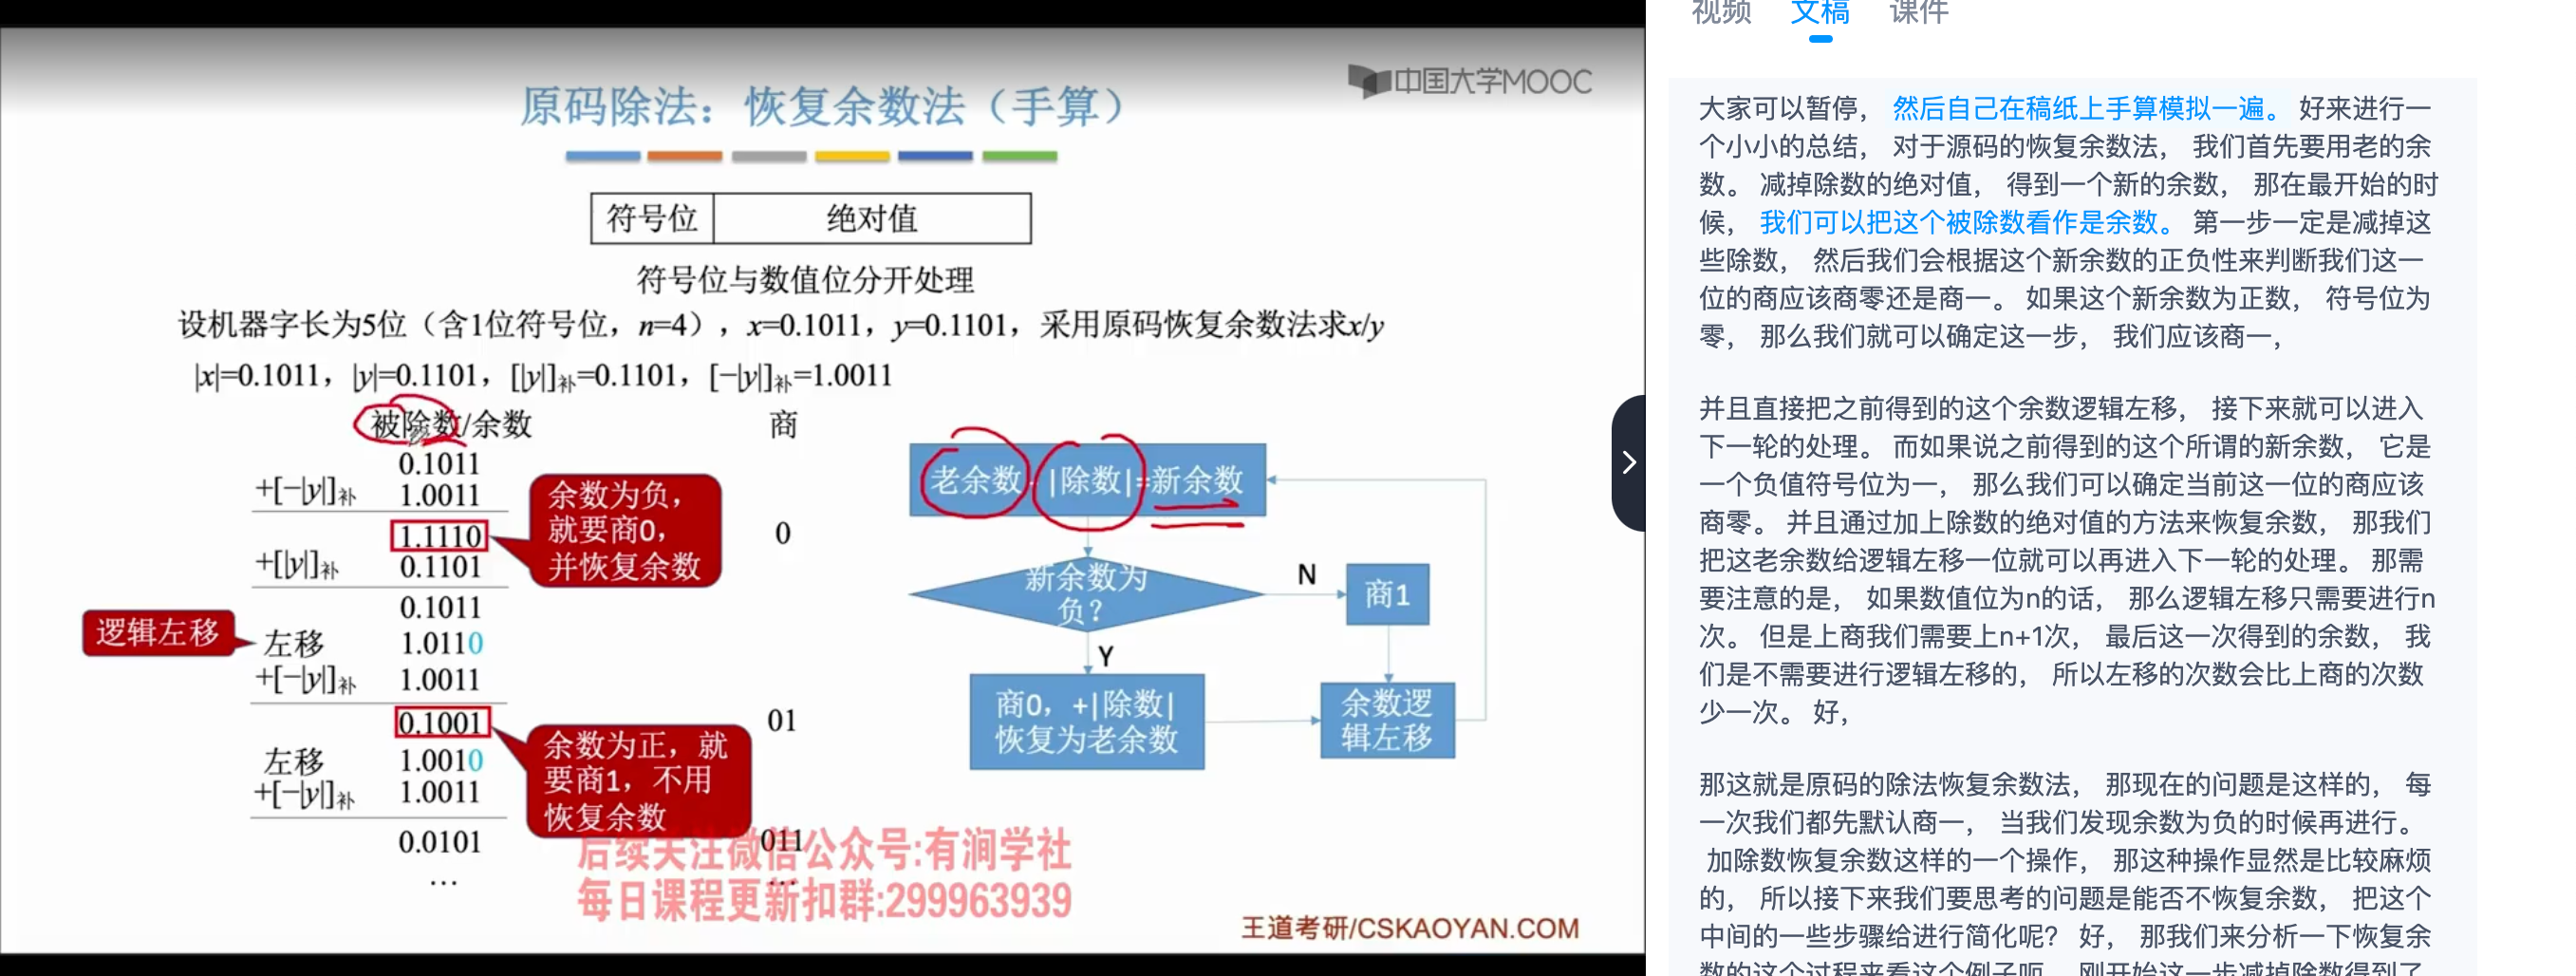 中国大学MOOC
原码除法：恢复余数法（手算）
符号位 绝对值
符号位与数值位分开处理
设机器字长为5位（含1位符号位，n=4），x=0.1011，y=0.1101，采用原码恢复余数法求x/y
|x|=0.1011，|y|=0.1101，[|y|]补=0.1101，[−|y|]补=1.0011
被除数/余数 商
0.1011
+[−|y|]补 1.0011
1.1110 0
+[|y|]补 0.1101
0.1011
左移 1.0110
+[−|y|]补 1.0011
0.1001 01
左移 1.0010
+[−|y|]补 1.0011
0.0101 011
… …
余数为负，
就要商0，
并恢复余数
逻辑左移
余数为正，就
要商1，不用
恢复余数
老余数-|除数|=新余数
新余数为
负？
N
商1
Y
商0，+|除数|
恢复为老余数
余数逻
辑左移
后续关注微信公众号:有涧学社
每日课程更新扣群:299963939
王道考研/CSKAOYAN.COM
视频 文稿 课件
大家可以暂停， 然后自己在稿纸上手算模拟一遍。 好来进行一
个小小的总结， 对于源码的恢复余数法， 我们首先要用老的余
数。 减掉除数的绝对值， 得到一个新的余数， 那在最开始的时
候， 我们可以把这个被除数看作是余数。 第一步一定是减掉这
些除数， 然后我们会根据这个新余数的正负性来判断我们这一
位的商应该商零还是商一。 如果这个新余数为正数， 符号位为
零， 那么我们就可以确定这一步， 我们应该商一，
并且直接把之前得到的这个余数逻辑左移， 接下来就可以进入
下一轮的处理。 而如果说之前得到的这个所谓的新余数， 它是
一个负值符号位为一， 那么我们可以确定当前这一位的商应该
商零。 并且通过加上除数的绝对值的方法来恢复余数， 那我们
把这老余数给逻辑左移一位就可以再进入下一轮的处理。 那需
要注意的是， 如果数值位为n的话， 那么逻辑左移只需要进行n
次。 但是上商我们需要上n+1次， 最后这一次得到的余数， 我
们是不需要进行逻辑左移的， 所以左移的次数会比上商的次数
少一次。 好，
那这就是原码的除法恢复余数法， 那现在的问题是这样的， 每
一次我们都先默认商一， 当我们发现余数为负的时候再进行。
加除数恢复余数这样的一个操作， 那这种操作显然是比较麻烦
的， 所以接下来我们要思考的问题是能否不恢复余数， 把这个
中间的一些步骤给进行简化呢？ 好， 那我们来分析一下恢复余
数的这个过程来看这个例子呃， 刚开始这一步减掉除数得到了